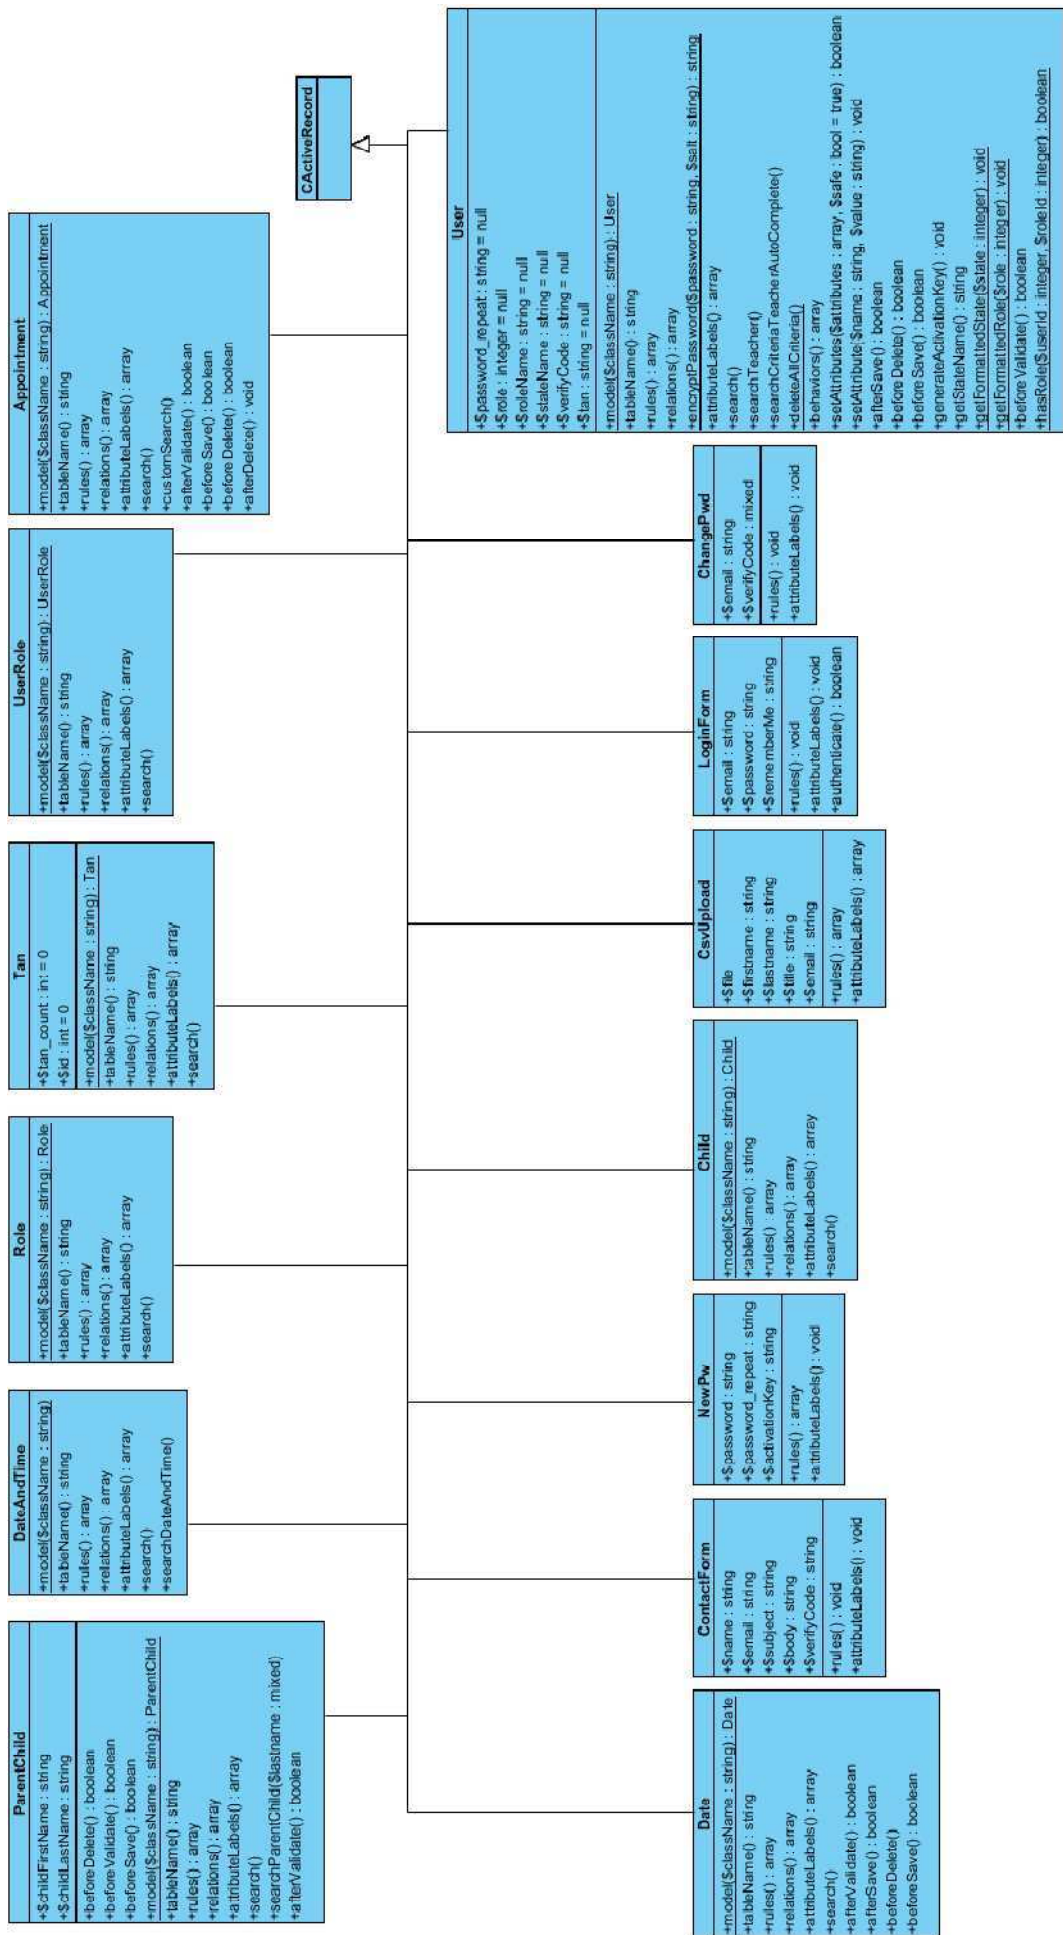 ParentChild
+$childFirstName : string
+$childLastName : string
+beforeDelete() : boolean
+beforeValidate() : boolean
+beforeSave() : boolean
+model($className : string) : ParentChild
+tableName() : string
+rules() : array
+relations() : array
+attributeLabels() : array
+search()
+searchParentChild($lastname : mixed)
+afterValidate() : boolean
DateAndTime
+model($className : string)
+tableName() : string
+rules() : array
+relations() : array
+attributeLabels() : array
+search()
+searchDateAndTime()
Role
+model($className : string) : Role
+tableName() : string
+rules() : array
+relations() : array
+attributeLabels() : array
+search()
Tan
+$tan_count : int = 0
+$id : int = 0
+model($className : string) : Tan
+tableName() : string
+rules() : array
+relations() : array
+attributeLabels() : array
+search()
UserRole
+model($className : string) : UserRole
+tableName() : string
+rules() : array
+relations() : array
+attributeLabels() : array
+search()
Appointment
+model($className : string) : Appointment
+tableName() : string
+rules() : array
+relations() : array
+attributeLabels() : array
+search()
+customSearch()
+afterValidate() : boolean
+beforeSave() : boolean
+beforeDelete() : boolean
+afterDelete() : void
CActiveRecord
Date
+model($className : string) : Date
+tableName() : string
+rules() : array
+relations() : array
+attributeLabels() : array
+search()
+afterValidate() : boolean
+afterSave() : boolean
+beforeDelete()
+beforeSave() : boolean
ContactForm
+$name : string
+$email : string
+$subject : string
+$body : string
+$verifyCode : string
+rules() : void
+attributeLabels() : void
NewPw
+$password : string
+$password_repeat : string
+$activationKey : string
+rules() : array
+attributeLabels() : void
Child
+model($className : string) : Child
+tableName() : string
+rules() : array
+relations() : array
+attributeLabels() : array
+search()
CsvUpload
+$file
+$firstname : string
+$lastname : string
+$title : string
+$email : string
+rules() : array
+attributeLabels() : array
LoginForm
+$email : string
+$password : string
+$rememberMe : string
+rules() : void
+attributeLabels() : void
+authenticate() : boolean
ChangePwd
+$email : string
+$verifyCode : mixed
+rules() : void
+attributeLabels() : void
User
+$password_repeat : string = null
+$role : integer = null
+$roleName : string = null
+$stateName : string = null
+$verifyCode : string = null
+$tan : string = null
+model($className : string) : User
+tableName() : string
+rules() : array
+relations() : array
+encryptPassword($password : string, $salt : string) : string
+attributeLabels() : array
+search()
+searchTeacher()
+searchCriteriaTeacherAutoComplete()
+deleteAllCriteria()
+behaviors() : array
+setAttributes($attributes : array, $safe : bool = true) : boolean
+setAttribute($name : string, $value : string) : void
+afterSave() : boolean
+beforeDelete() : boolean
+beforeSave() : boolean
+generateActivationKey() : void
+getStateName() : string
+getFormattedState($state : integer) : void
+getFormattedRole($role : integer) : void
+beforeValidate() : boolean
+hasRole($userId : integer, $roleId : integer) : boolean